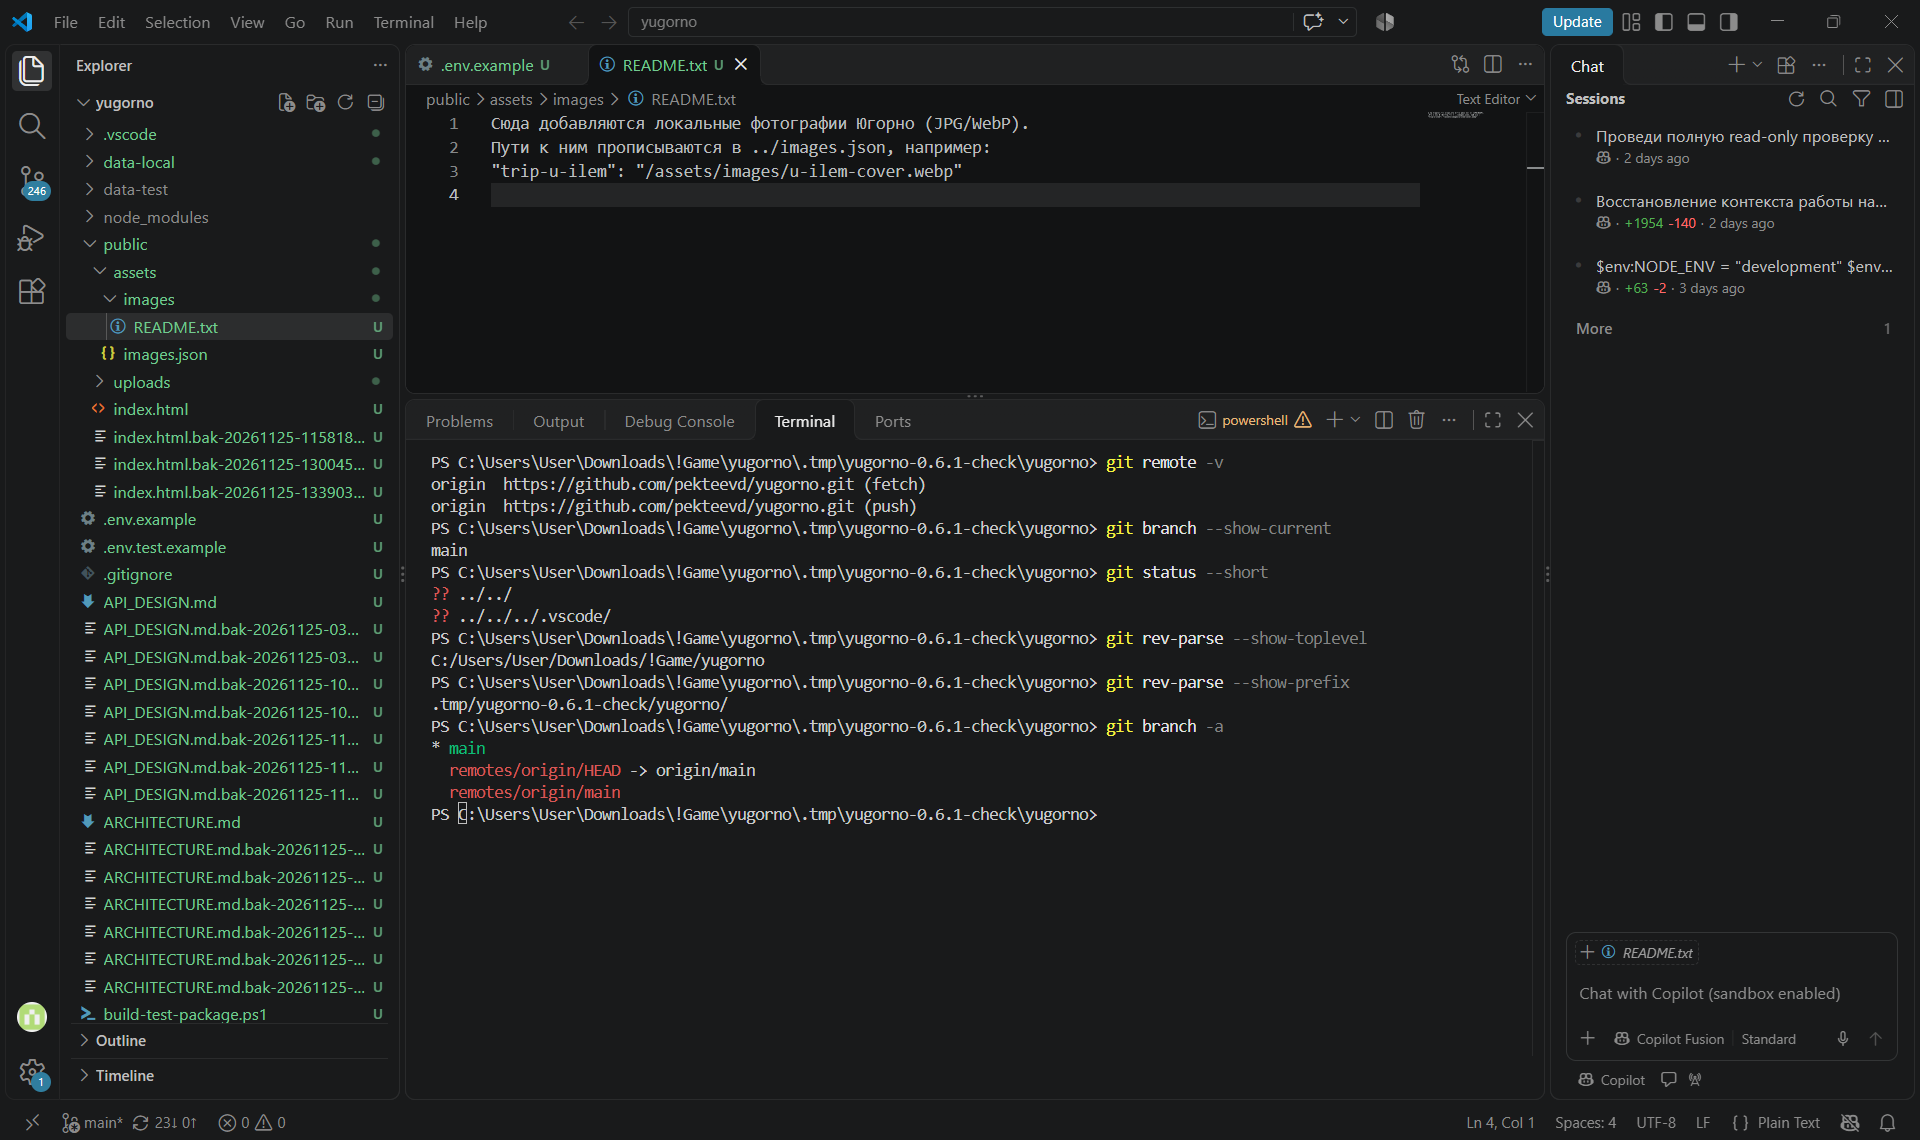 File Edit Selection View Go Run Terminal Help
yugorno
Update
Explorer
yugorno
.vscode
data-local
data-test
node_modules
public
assets
images
README.txt U
images.json U
uploads
index.html U
index.html.bak-20261125-115818... U
index.html.bak-20261125-130045... U
index.html.bak-20261125-133903... U
.env.example U
.env.test.example U
.gitignore U
API_DESIGN.md U
API_DESIGN.md.bak-20261125-03... U
API_DESIGN.md.bak-20261125-03... U
API_DESIGN.md.bak-20261125-10... U
API_DESIGN.md.bak-20261125-10... U
API_DESIGN.md.bak-20261125-11... U
API_DESIGN.md.bak-20261125-11... U
API_DESIGN.md.bak-20261125-11... U
ARCHITECTURE.md U
ARCHITECTURE.md.bak-20261125-... U
ARCHITECTURE.md.bak-20261125-... U
ARCHITECTURE.md.bak-20261125-... U
ARCHITECTURE.md.bak-20261125-... U
ARCHITECTURE.md.bak-20261125-... U
ARCHITECTURE.md.bak-20261125-... U
build-test-package.ps1 U
Outline
Timeline
246
1
.env.example U
README.txt U
public > assets > images > README.txt
Text Editor
1 Сюда добавляются локальные фотографии Югорно (JPG/WebP).
2 Пути к ним прописываются в ../images.json, например:
3 "trip-u-ilem": "/assets/images/u-ilem-cover.webp"
4
Problems Output Debug Console Terminal Ports
powershell
PS C:\Users\User\Downloads\!Game\yugorno\.tmp\yugorno-0.6.1-check\yugorno> git remote -v
origin https://github.com/pekteevd/yugorno.git (fetch)
origin https://github.com/pekteevd/yugorno.git (push)
PS C:\Users\User\Downloads\!Game\yugorno\.tmp\yugorno-0.6.1-check\yugorno> git branch --show-current
main
PS C:\Users\User\Downloads\!Game\yugorno\.tmp\yugorno-0.6.1-check\yugorno> git status --short
?? ../../
?? ../../../.vscode/
PS C:\Users\User\Downloads\!Game\yugorno\.tmp\yugorno-0.6.1-check\yugorno> git rev-parse --show-toplevel
C:/Users/User/Downloads/!Game/yugorno
PS C:\Users\User\Downloads\!Game\yugorno\.tmp\yugorno-0.6.1-check\yugorno> git rev-parse --show-prefix
.tmp/yugorno-0.6.1-check/yugorno/
PS C:\Users\User\Downloads\!Game\yugorno\.tmp\yugorno-0.6.1-check\yugorno> git branch -a
* main
remotes/origin/HEAD -> origin/main
remotes/origin/main
PS C:\Users\User\Downloads\!Game\yugorno\.tmp\yugorno-0.6.1-check\yugorno>
Chat
Sessions
Проведи полную read-only проверку ...
· 2 days ago
Восстановление контекста работы на...
· +1954 -140 · 2 days ago
$env:NODE_ENV = "development" $env...
· +63 -2 · 3 days ago
More 1
README.txt
Chat with Copilot (sandbox enabled)
Copilot Fusion Standard
Copilot
main* 23↓ 0↑ 0 0
Ln 4, Col 1 Spaces: 4 UTF-8 LF {} Plain Text